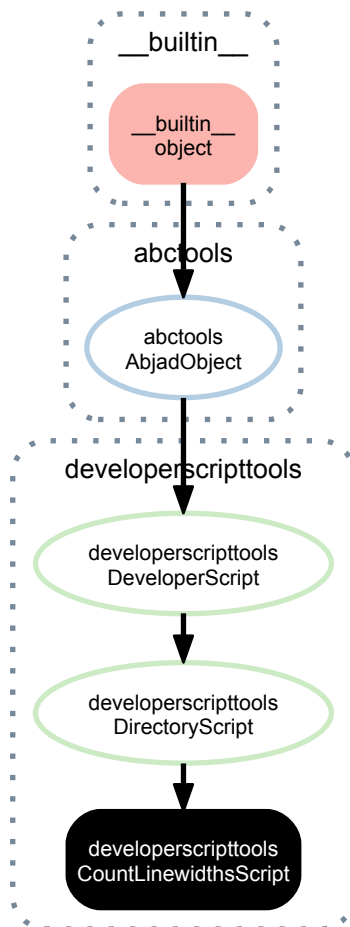 __builtin__
__builtin__
object
abctools
abctools
AbjadObject
developerscripttools
developerscripttools
DeveloperScript
developerscripttools
DirectoryScript
developerscripttools
CountLinewidthsScript